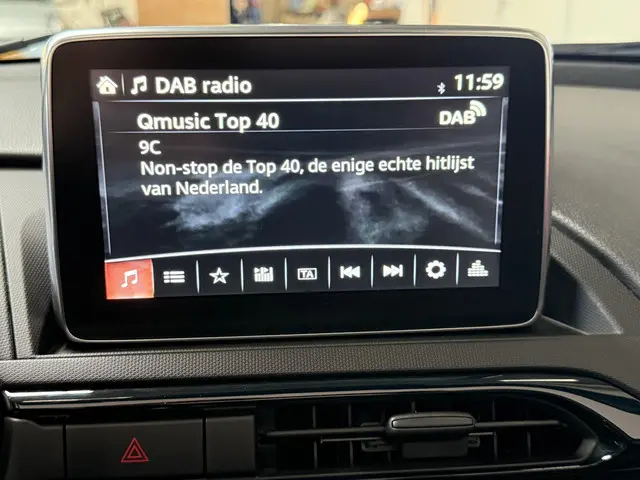 DAB radio
11:59
Qmusic Top 40
DAB
9C
Non-stop de Top 40, de enige echte hitlijst
van Nederland.
TA